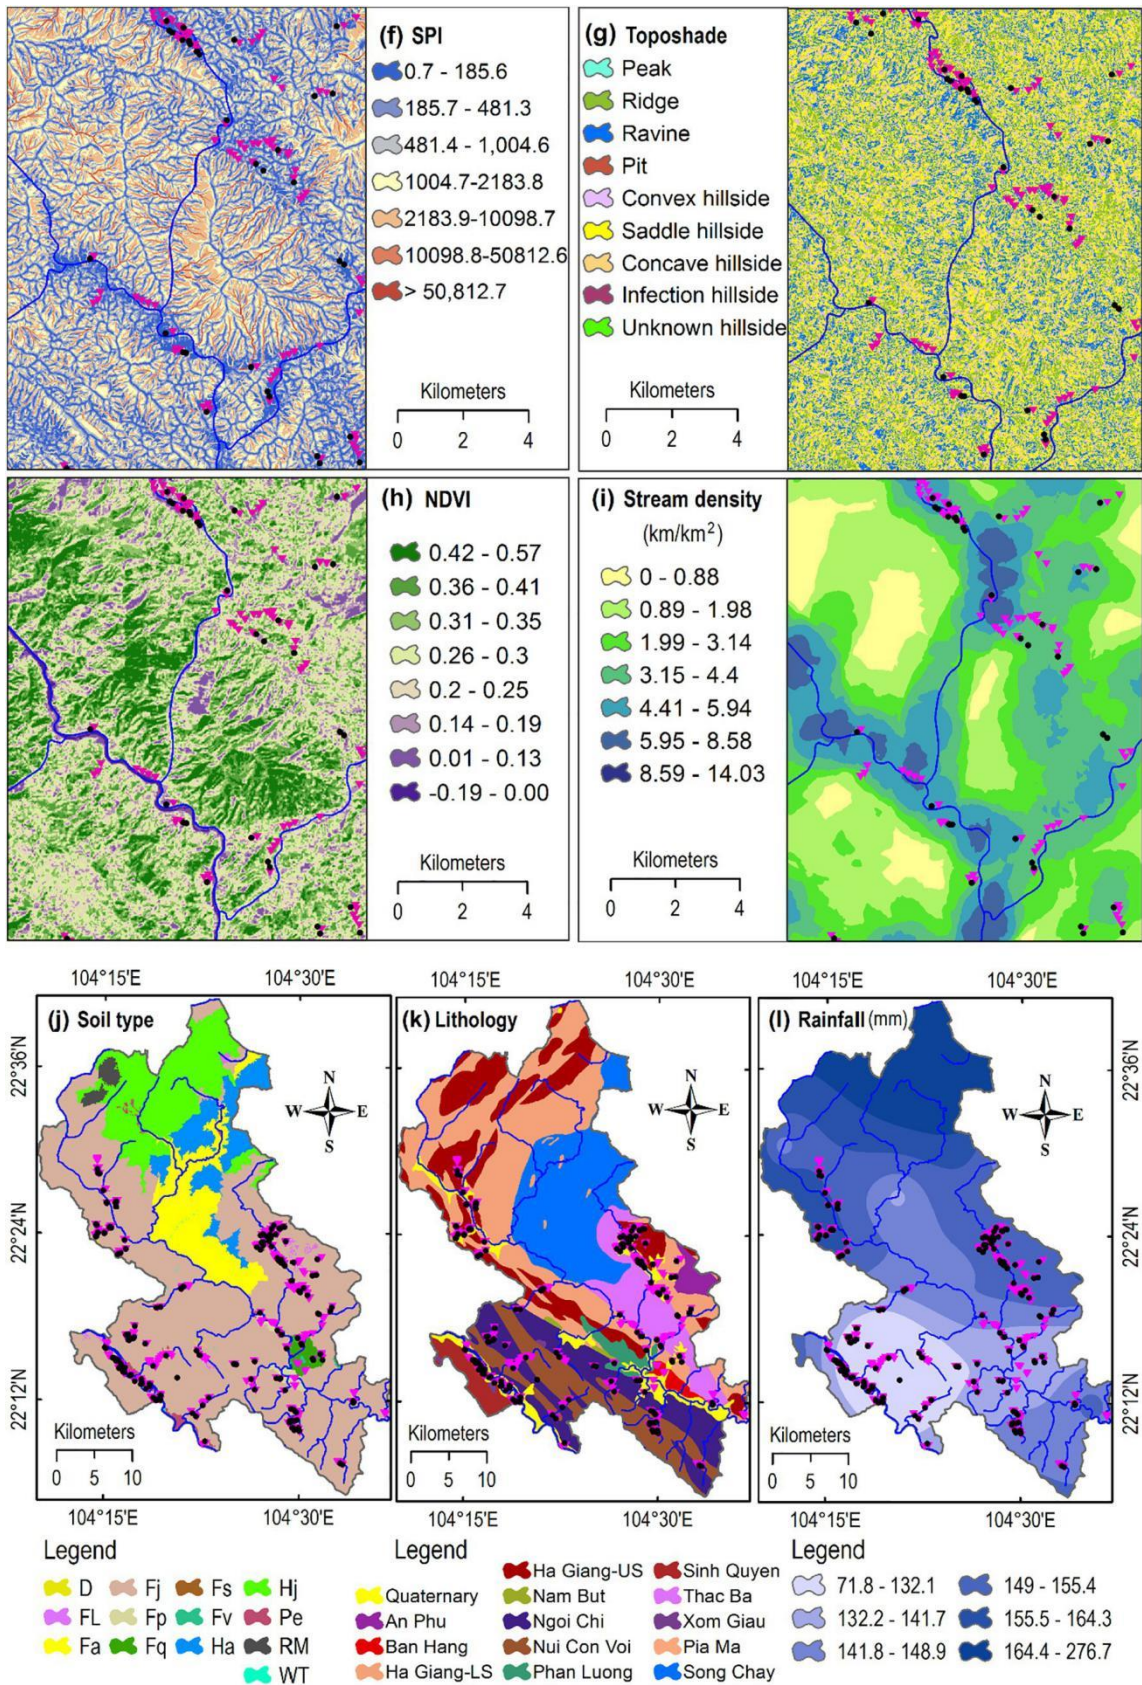 (f) SPI
0.7 - 185.6
185.7 - 481.3
481.4 - 1,004.6
1004.7-2183.8
2183.9-10098.7
10098.8-50812.6
> 50,812.7
Kilometers
0 2 4
(g) Toposhade
Peak
Ridge
Ravine
Pit
Convex hillside
Saddle hillside
Concave hillside
Infection hillside
Unknown hillside
Kilometers
0 2 4
(h) NDVI
0.42 - 0.57
0.36 - 0.41
0.31 - 0.35
0.26 - 0.3
0.2 - 0.25
0.14 - 0.19
0.01 - 0.13
-0.19 - 0.00
Kilometers
0 2 4
(i) Stream density
(km/km²)
0 - 0.88
0.89 - 1.98
1.99 - 3.14
3.15 - 4.4
4.41 - 5.94
5.95 - 8.58
8.59 - 14.03
Kilometers
0 2 4
104°15'E 104°30'E 104°15'E 104°30'E 104°15'E 104°30'E
(j) Soil type
N
W E
S
22°36'N
22°24'N
22°12'N
Kilometers
0 5 10
(k) Lithology
N
W E
S
Kilometers
0 5 10
(l) Rainfall (mm)
N
W E
S
22°36'N
22°24'N
22°12'N
Kilometers
0 5 10
104°15'E 104°30'E 104°15'E 104°30'E 104°15'E 104°30'E
Legend
D Fj Fs Hj
FL Fp Fv Pe
Fa Fq Ha RM
WT
Legend
Quaternary
An Phu
Ban Hang
Ha Giang-LS
Ha Giang-US
Nam But
Ngoi Chi
Nui Con Voi
Phan Luong
Sinh Quyen
Thac Ba
Xom Giau
Pia Ma
Song Chay
Legend
71.8 - 132.1
132.2 - 141.7
141.8 - 148.9
149 - 155.4
155.5 - 164.3
164.4 - 276.7